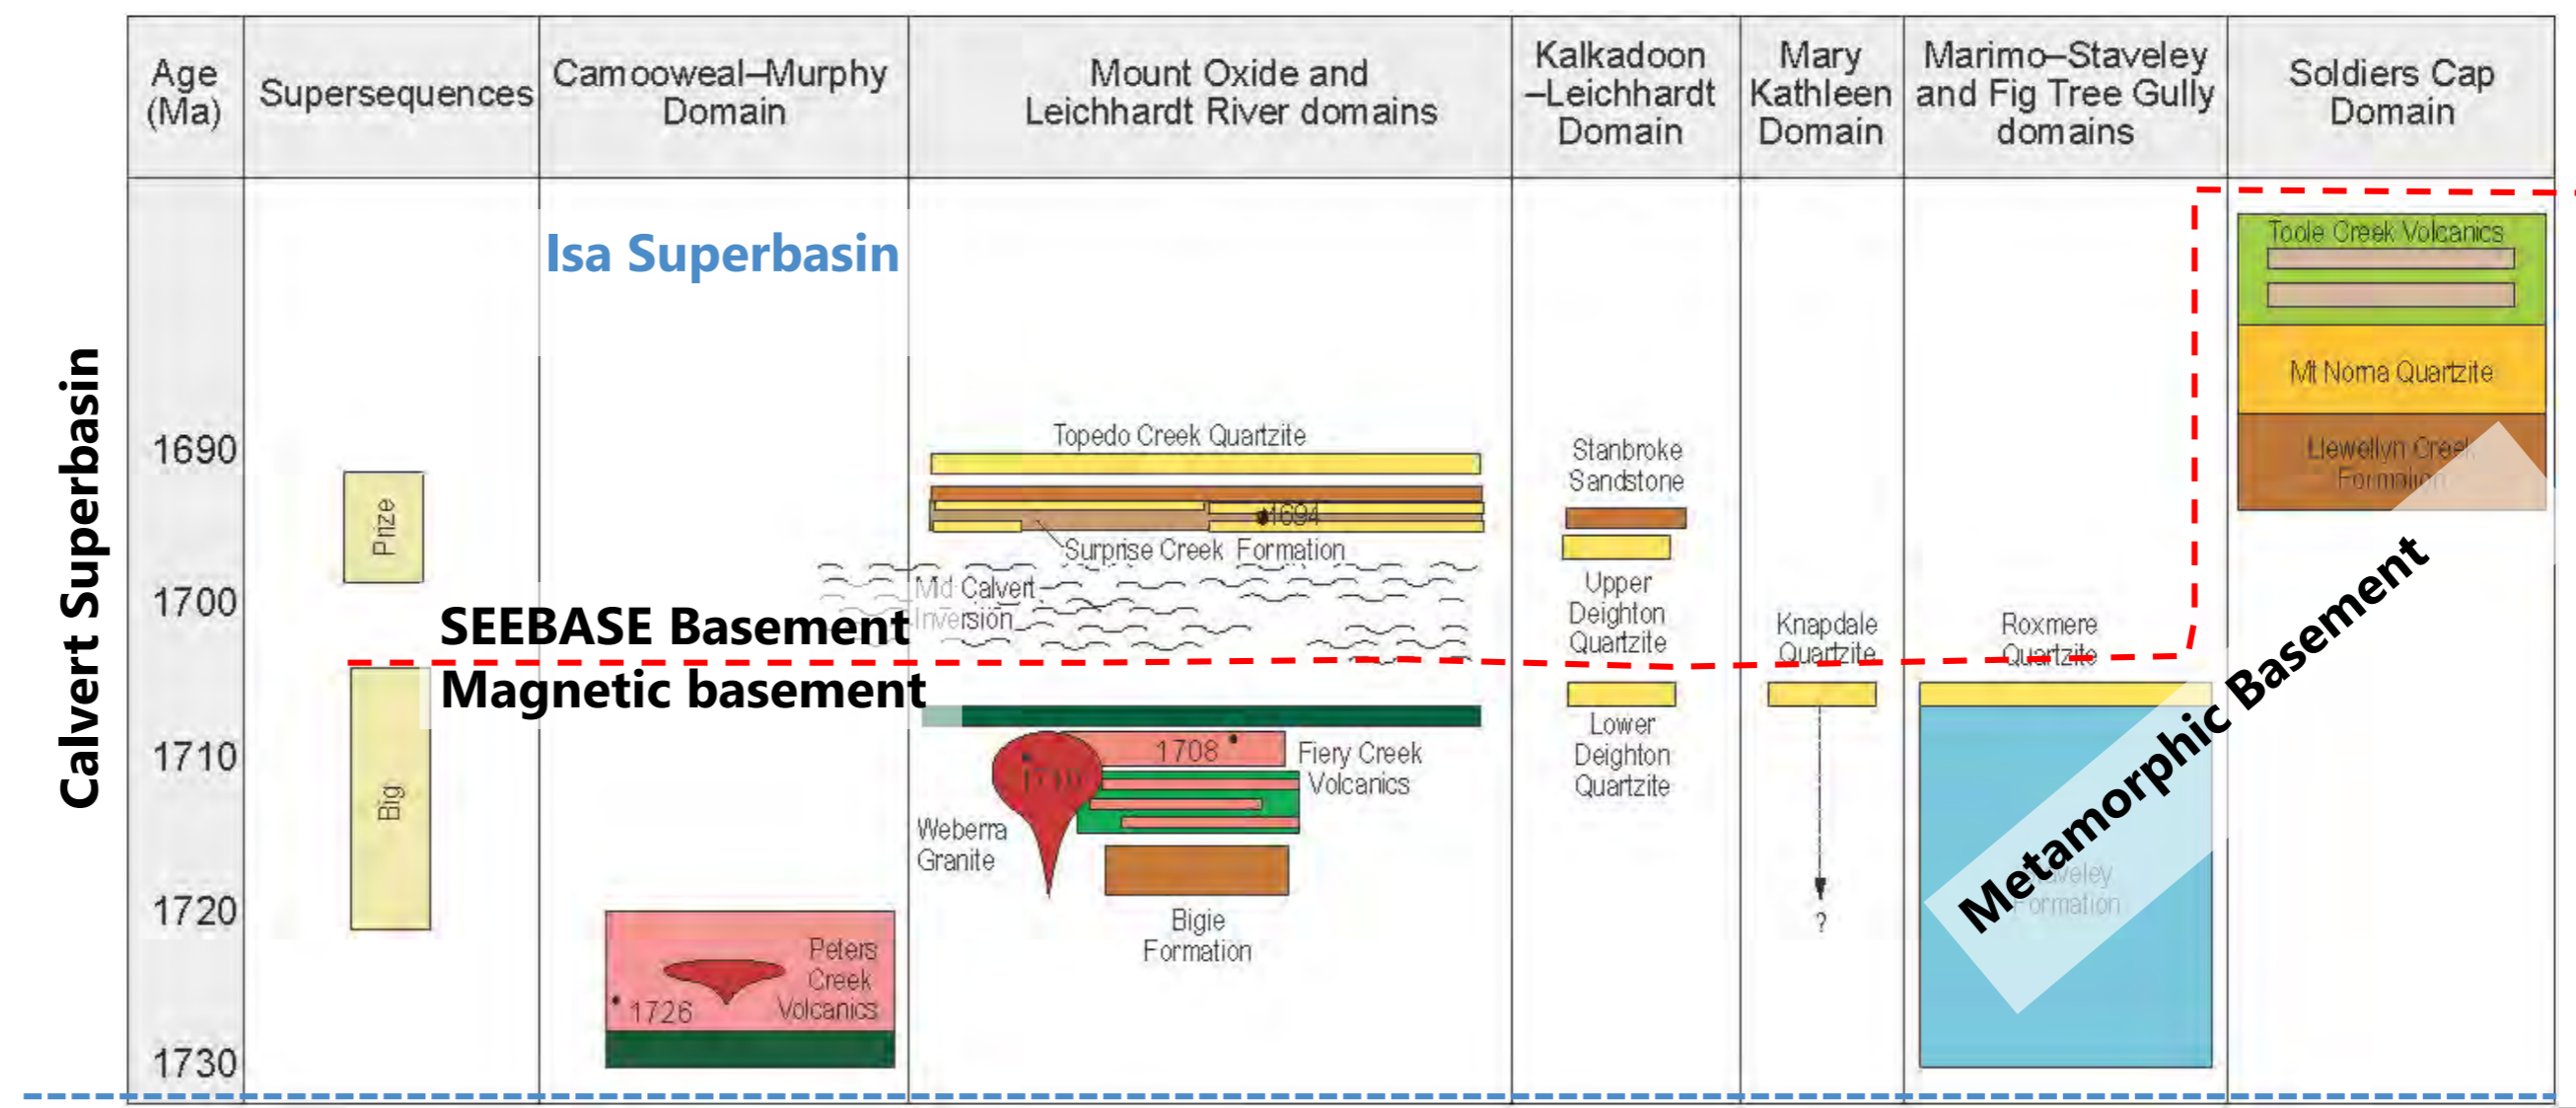 Age
(Ma)
Supersequences
Camooweal–Murphy
Domain
Mount Oxide and
Leichhardt River domains
Kalkadoon
–Leichhardt
Domain
Mary
Kathleen
Domain
Marimo–Staveley
and Fig Tree Gully
domains
Soldiers Cap
Domain
Calvert Superbasin
Isa Superbasin
1690
1700
1710
1720
1730
Prize
Big
SEEBASE Basement
Magnetic basement
Peters
Creek
Volcanics
1726
Topedo Creek Quartzite
1694
Surprise Creek Formation
Mid Calvert
Inversion
1708
1710
Fiery Creek
Volcanics
Weberra
Granite
Bigie
Formation
Stanbroke
Sandstone
Upper
Deighton
Quartzite
Lower
Deighton
Quartzite
Knapdale
Quartzite
?
Roxmere
Quartzite
Formation
Metamorphic Basement
Toole Creek Volcanics
Mt Norna Quartzite
Llewellyn Creek
Formation